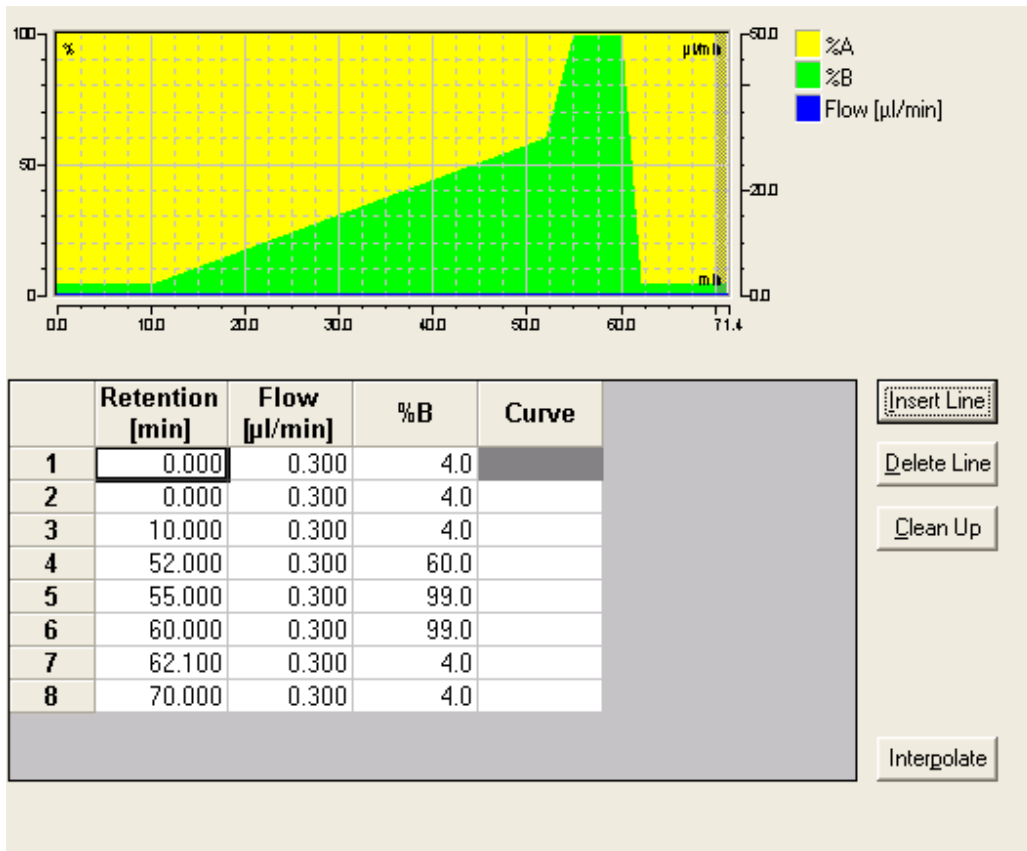 100 % µl/min 50.0
%A
%B
Flow [µl/min]
50
20.0
0 min 0.0
0.0 10.0 20.0 30.0 40.0 50.0 60.0 71.4
Retention [min] Flow [µl/min] %B Curve
1 0.000 0.300 4.0
2 0.000 0.300 4.0
3 10.000 0.300 4.0
4 52.000 0.300 60.0
5 55.000 0.300 99.0
6 60.000 0.300 99.0
7 62.100 0.300 4.0
8 70.000 0.300 4.0
Insert Line
Delete Line
Clean Up
Interpolate